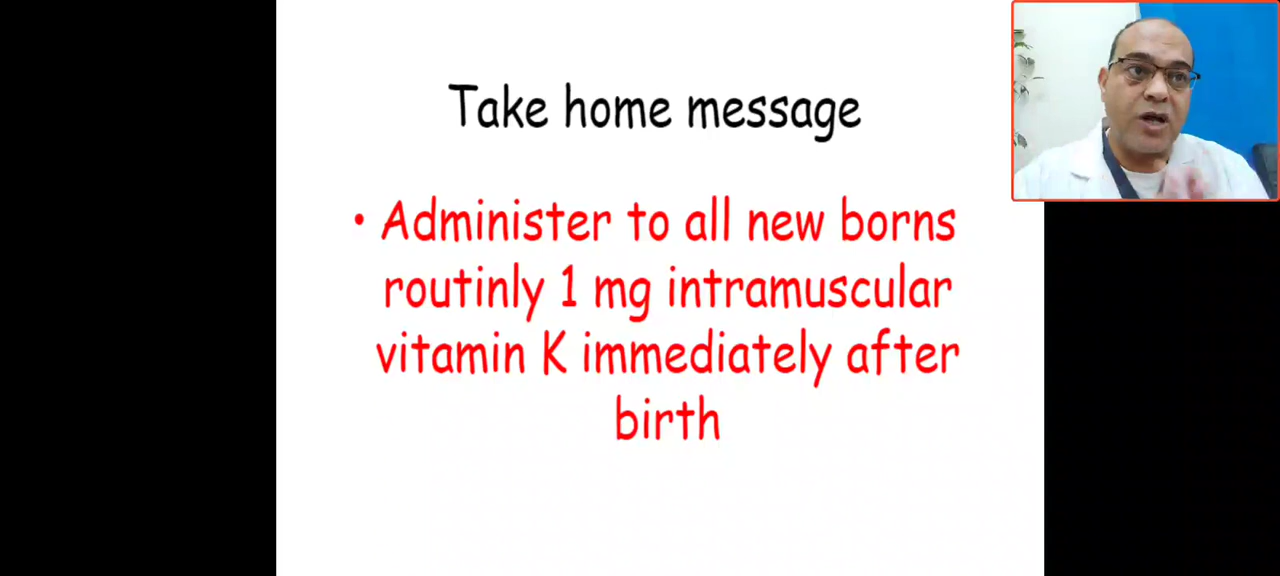 Take home message
• Administer to all new borns
routinly 1 mg intramuscular
vitamin K immediately after
birth